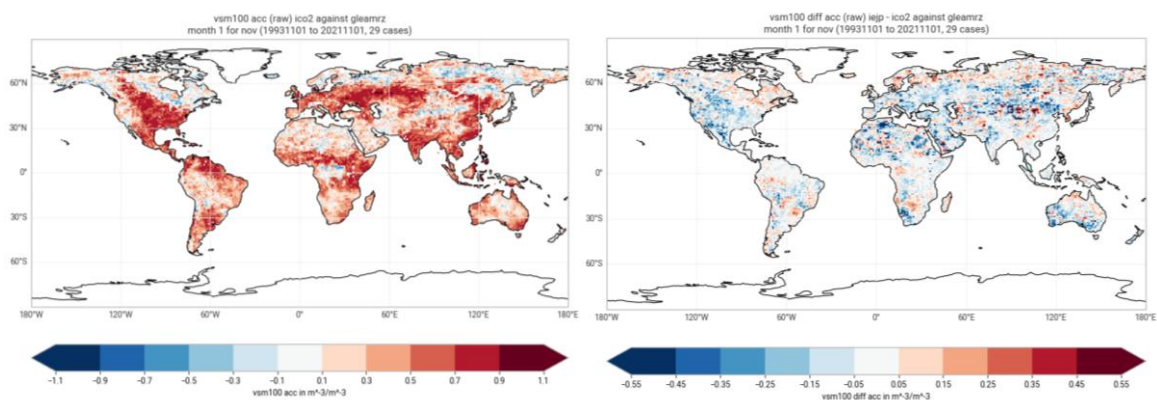 vsm100 acc (raw) ico2 against gleamrz
month 1 for nov (19931101 to 20211101, 29 cases)
60°N
30°N
0°
30°S
60°S
180°W 120°W 60°W 0° 60°E 120°E 180°E
−1.1 −0.9 −0.7 −0.5 −0.3 −0.1 0.1 0.3 0.5 0.7 0.9 1.1
vsm100 acc in m^-3/m^-3
vsm100 diff acc (raw) iejp - ico2 against gleamrz
month 1 for nov (19931101 to 20211101, 29 cases)
60°N
30°N
0°
30°S
60°S
180°W 120°W 60°W 0° 60°E 120°E 180°E
−0.55 −0.45 −0.35 −0.25 −0.15 −0.05 0.05 0.15 0.25 0.35 0.45 0.55
vsm100 diff acc in m^-3/m^-3